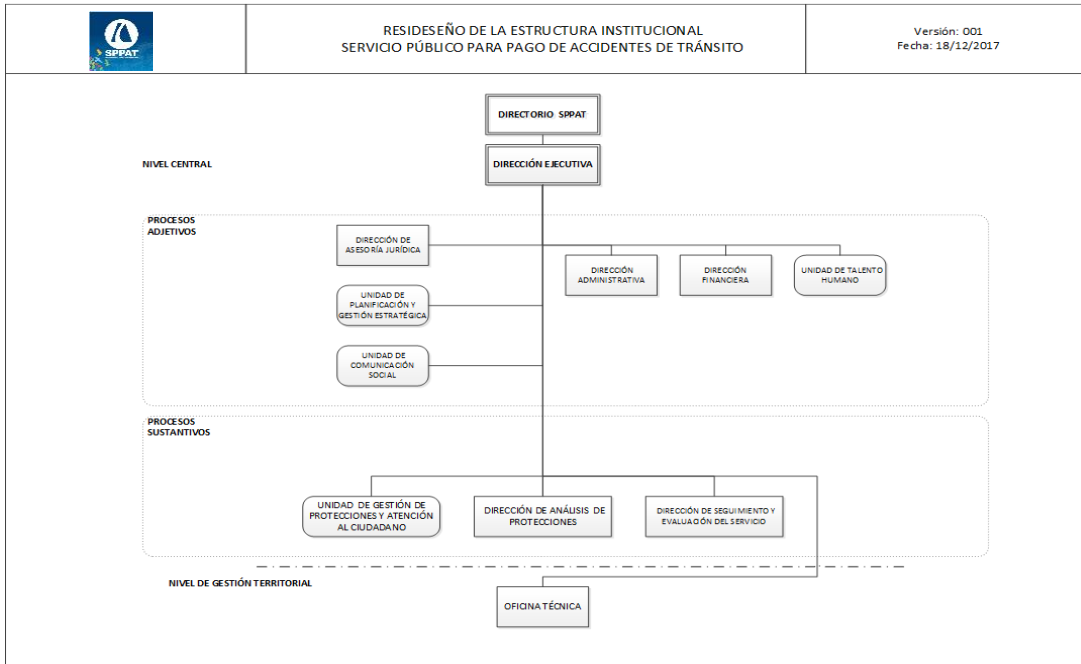 SPPAT
RESIDESEÑO DE LA ESTRUCTURA INSTITUCIONAL
SERVICIO PÚBLICO PARA PAGO DE ACCIDENTES DE TRÁNSITO
Versión: 001
Fecha: 18/12/2017
DIRECTORIO SPPAT
NIVEL CENTRAL
DIRECCIÓN EJECUTIVA
PROCESOS
ADJETIVOS
DIRECCIÓN DE
ASESORÍA JURÍDICA
DIRECCIÓN
ADMINISTRATIVA
DIRECCIÓN
FINANCIERA
UNIDAD DE TALENTO
HUMANO
UNIDAD DE
PLANIFICACIÓN Y
GESTIÓN ESTRATÉGICA
UNIDAD DE
COMUNICACIÓN
SOCIAL
PROCESOS
SUSTANTIVOS
UNIDAD DE GESTIÓN DE
PROTECCIONES Y ATENCIÓN
AL CIUDADANO
DIRECCIÓN DE ANÁLISIS DE
PROTECCIONES
DIRECCIÓN DE SEGUIMIENTO Y
EVALUACIÓN DEL SERVICIO
NIVEL DE GESTIÓN TERRITORIAL
OFICINA TÉCNICA